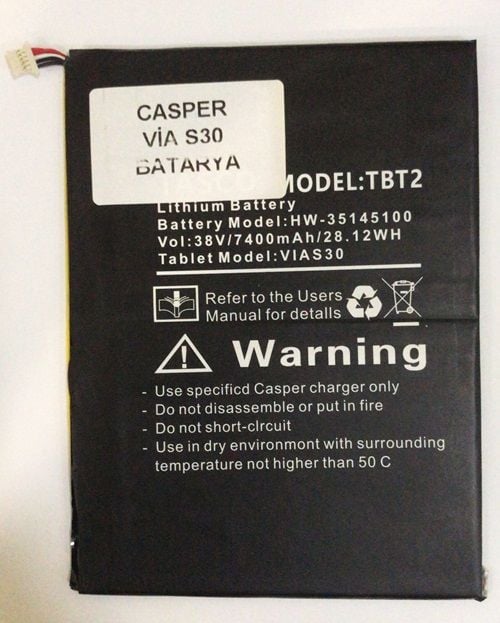 CASPER
VİA S30
BATARYA
MODEL:TBT2
Lithium Battery
Battery Model:HW-35145100
Vol:38V/7400mAh/28.12WH
Tablet Model:VIAS30
Refer to the Users
Manual for detalls
Warning
- Use specificd Casper charger only
- Do not disassemble or put in fire
- Do not short-clrcuit
- Use in dry environmont with surrounding
temperature not higher than 50 C